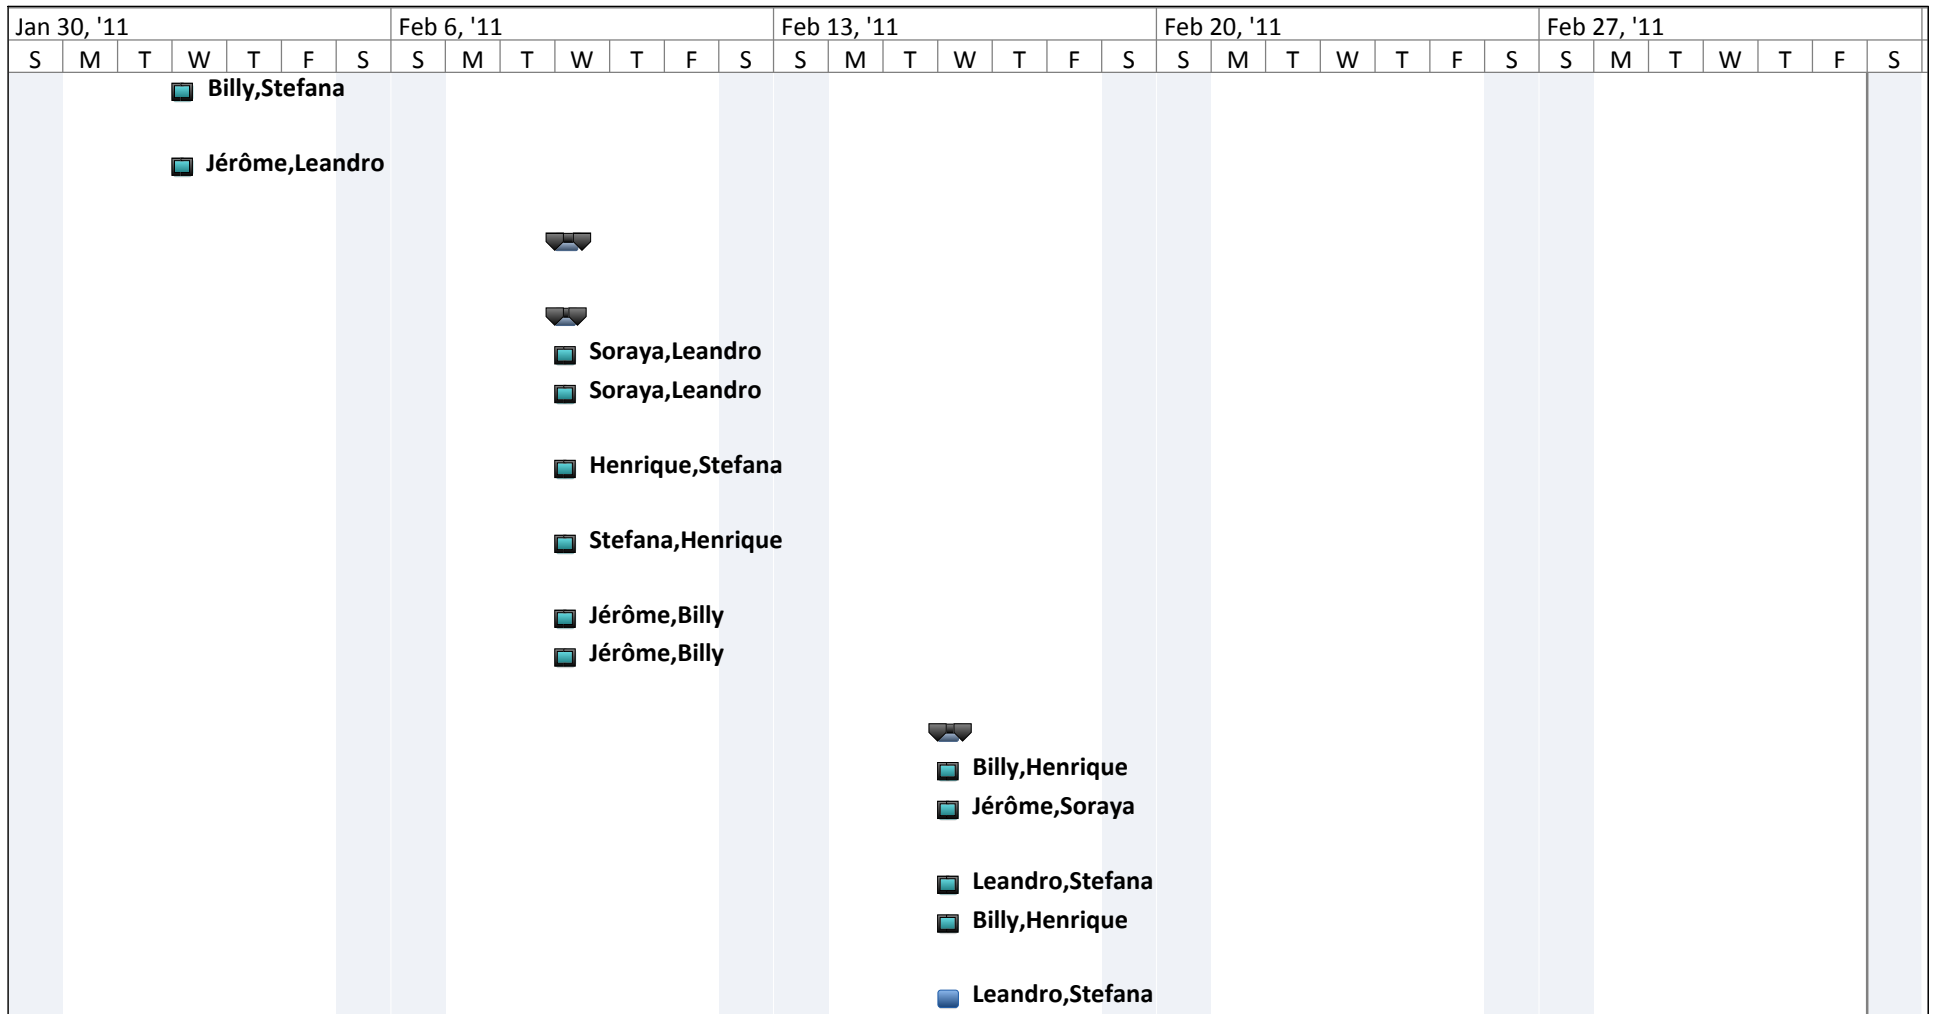 Jan 30, '11 Feb 6, '11 Feb 13, '11 Feb 20, '11 Feb 27, '11
S M T W T F S S M T W T F S S M T W T F S S M T W T F S S M T W T F S
Billy,Stefana
Jérôme,Leandro
Soraya,Leandro
Soraya,Leandro
Henrique,Stefana
Stefana,Henrique
Jérôme,Billy
Jérôme,Billy
Billy,Henrique
Jérôme,Soraya
Leandro,Stefana
Billy,Henrique
Leandro,Stefana